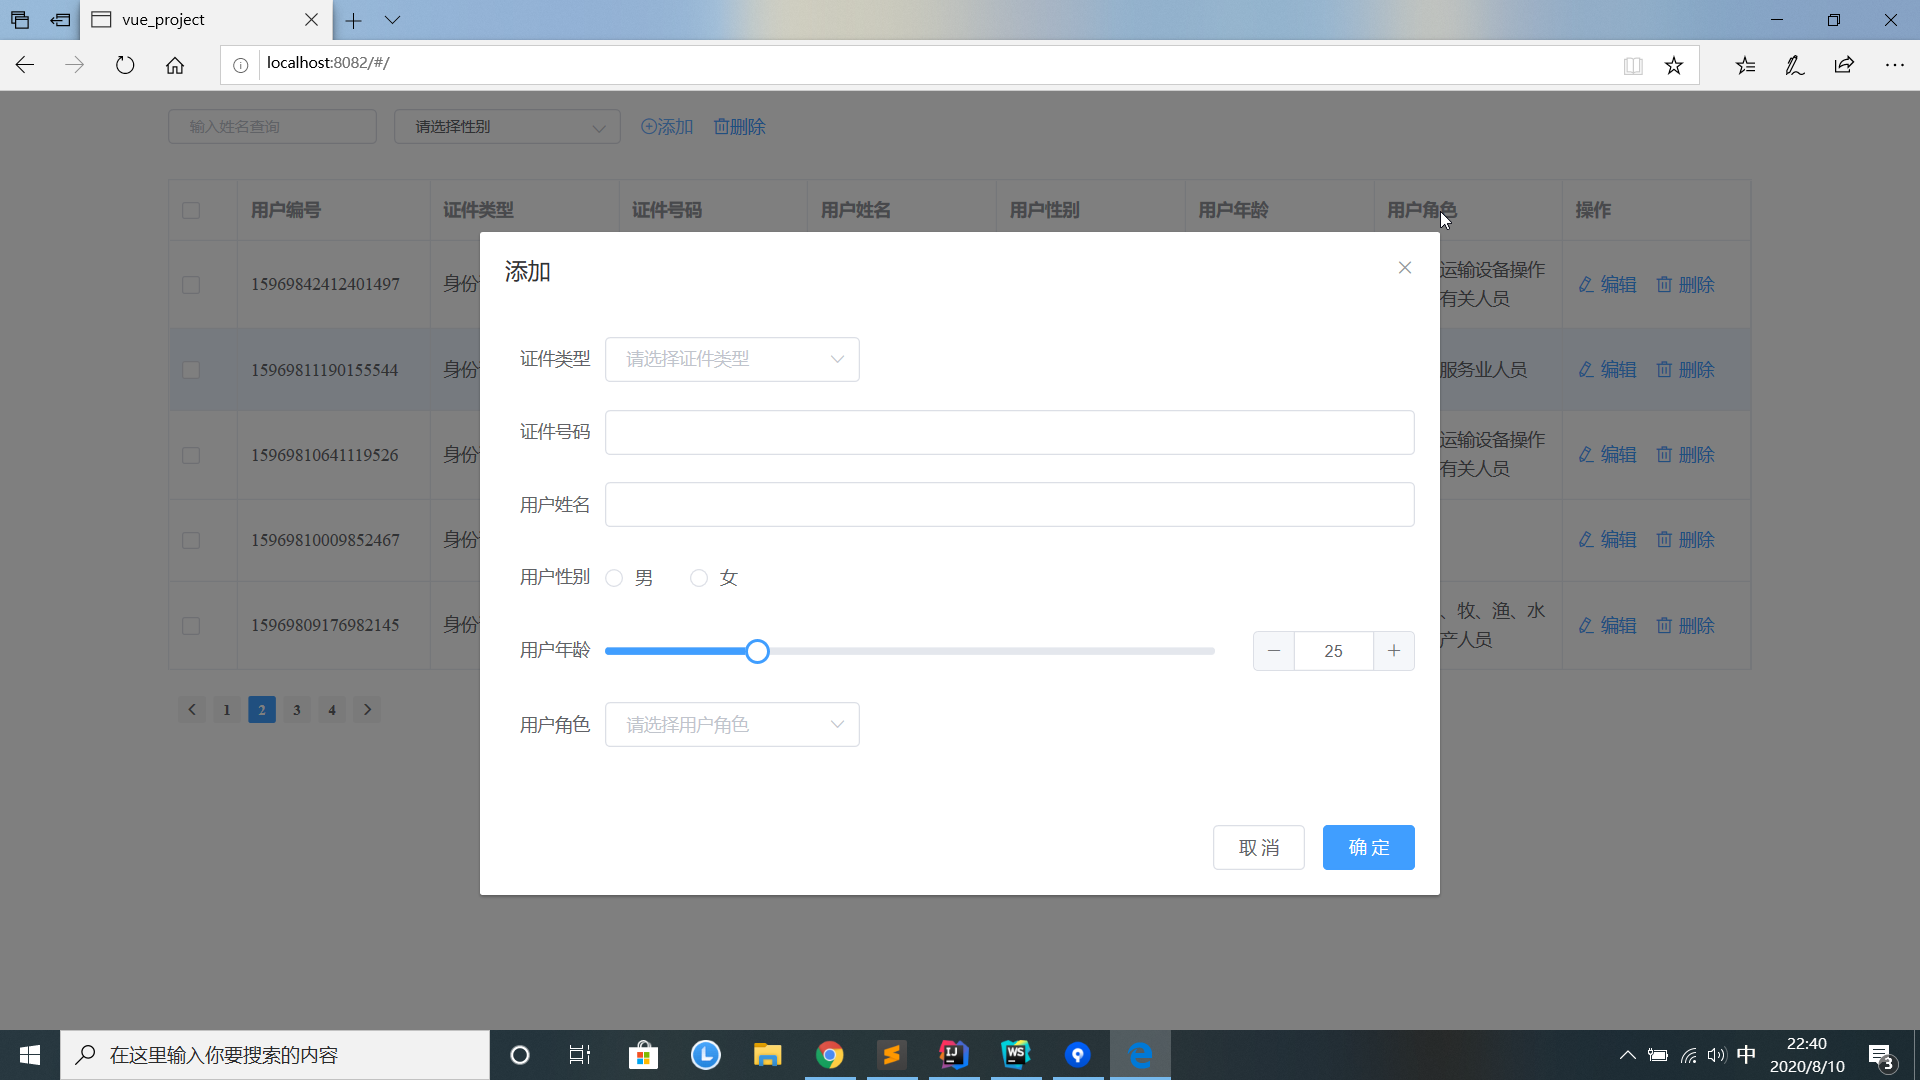 vue_project
localhost:8082/#/
输入姓名查询 请选择性别 添加 删除
用户编号 证件类型 证件号码 用户姓名 用户性别 用户年龄 用户角色 操作
15969842412401497 身份 运输设备操作 编辑 删除
有关人员
15969811190155544 身份 服务业人员 编辑 删除
15969810641119526 身份 运输设备操作 编辑 删除
有关人员
15969810009852467 身份 编辑 删除
15969809176982145 身份 、牧、渔、水 编辑 删除
产人员
1 2 3 4
添加
证件类型 请选择证件类型
证件号码
用户姓名
用户性别 男 女
用户年龄 25
用户角色 请选择用户角色
取 消 确 定
在这里输入你要搜索的内容
IJ
WS
中
22:40
2020/8/10
3